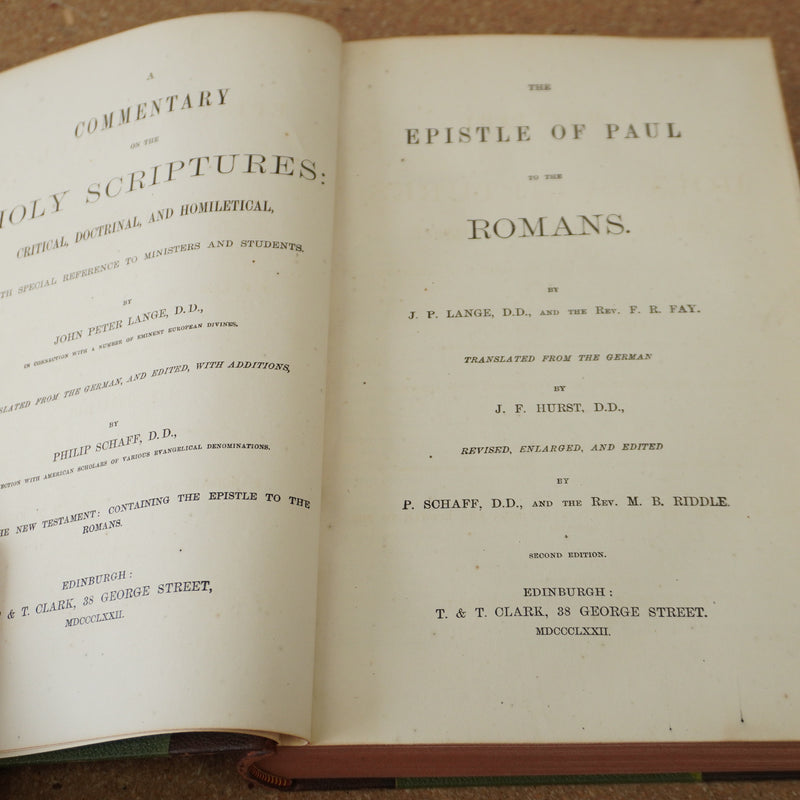 A
COMMENTARY
ON THE
HOLY SCRIPTURES:
CRITICAL, DOCTRINAL, AND HOMILETICAL,
SPECIAL REFERENCE TO MINISTERS AND STUDENTS.
BY
JOHN PETER LANGE, D. D.,
IN CONNECTION WITH A NUMBER OF EMINENT EUROPEAN DIVINES.
FROM THE GERMAN, AND EDITED, WITH ADDITIONS,
BY
PHILIP SCHAFF, D. D.,
WITH AMERICAN SCHOLARS OF VARIOUS EVANGELICAL DENOMINATIONS.
NEW TESTAMENT: CONTAINING THE EPISTLE TO THE
ROMANS.
EDINBURGH:
& T. CLARK, 38 GEORGE STREET,
MDCCCLXXII.
THE
EPISTLE OF PAUL
TO THE
ROMANS.
BY
J. P. LANGE, D.D., AND THE REV. F. R. FAY.
TRANSLATED FROM THE GERMAN
BY
J. F. HURST, D.D.,
REVISED, ENLARGED, AND EDITED
BY
P. SCHAFF, D.D., AND THE REV. M. B. RIDDLE.
SECOND EDITION.
EDINBURGH:
T. & T. CLARK, 38 GEORGE STREET.
MDCCCLXXII.